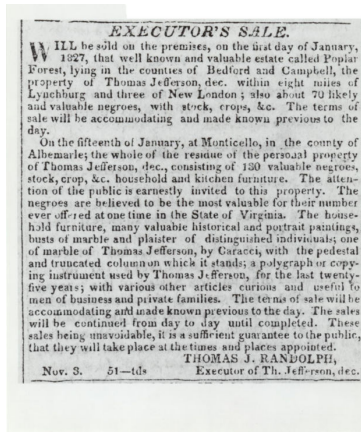 EXECUTOR'S SALE.
WILL be sold on the premises, on the first day of January,
1827, that well known and valuable estate called Poplar
Forest, lying in the counties of Bedford and Campbell, the
property of Thomas Jefferson, dec. within eight miles of
Lynchburg and three of New London; also about 70 likely
and valuable negroes, with stock, crops, &c. The terms of
sale will be accommodating and made known previous to the
day.
On the fifteenth of January, at Monticello, in the county of
Albemarle; the whole of the residue of the personal property
of Thomas Jefferson, dec., consisting of 130 valuable negroes,
stock, crop, &c. household and kitchen furniture. The atten-
tion of the public is earnestly invited to this property. The
negroes are believed to be the most valuable for their number
ever offered at one time in the State of Virginia. The house-
hold furniture, many valuable historical and portrait paintings,
busts of marble and plaister of distinguished individuals; one
of marble of Thomas Jefferson, by Caracci, with the pedestal
and truncated column on which it stands; a polygraph or copy-
ing instrument used by Thomas Jefferson, for the last twenty-
five years; with various other articles curious and useful to
men of business and private families. The terms of sale will be
accommodating and made known previous to the day. The sales
will be continued from day to day until completed. These
sales being unavoidable, it is a sufficient guarantee to the public,
that they will take place at the times and places appointed.
THOMAS J. RANDOLPH,
Executor of Th. Jefferson, dec.
Nov. 3. 51—tds